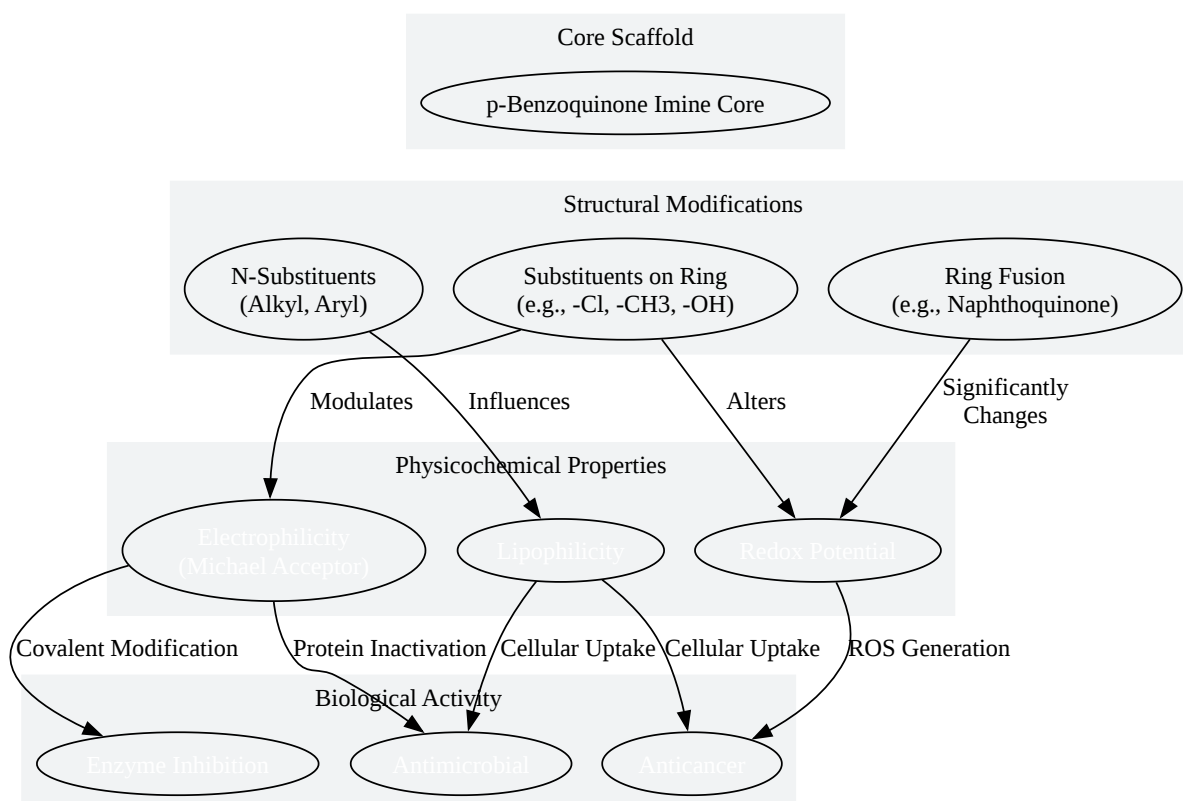 Core Scaffold
p-Benzoquinone Imine Core
Structural Modifications
N-Substituents
(Alkyl, Aryl)
Substituents on Ring
(e.g., -Cl, -CH3, -OH)
Ring Fusion
(e.g., Naphthoquinone)
Modulates
Influences
Alters
Significantly
Changes
Physicochemical Properties
Electrophilicity
(Michael Acceptor)
Lipophilicity
Redox Potential
Covalent Modification
Protein Inactivation
Cellular Uptake
Cellular Uptake
ROS Generation
Biological Activity
Enzyme Inhibition
Antimicrobial
Anticancer